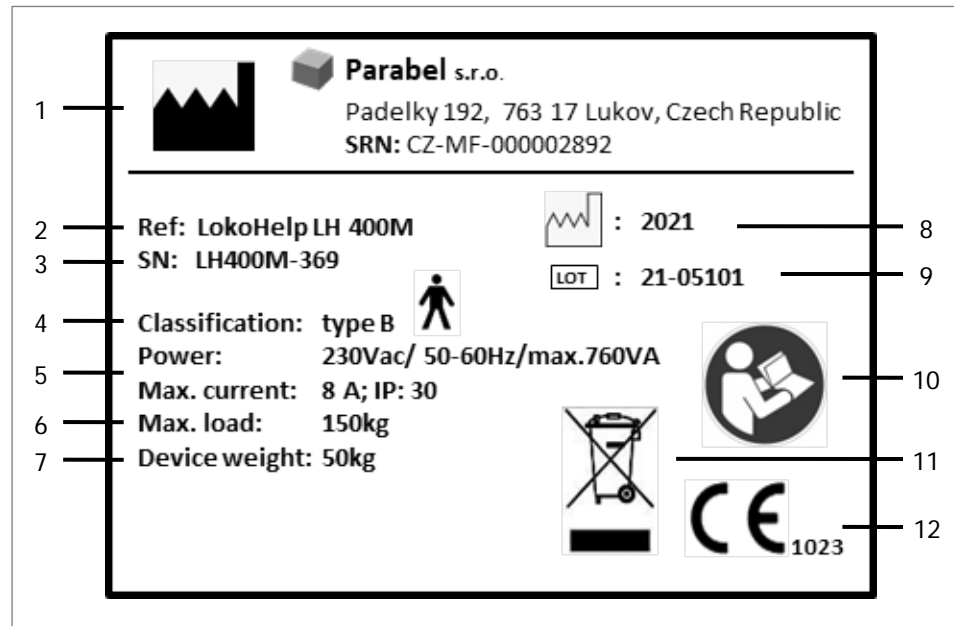 Parabel s.r.o.
Padelky 192, 763 17 Lukov, Czech Republic
1
SRN: CZ-MF-000002892
2
Ref: LokoHelp LH 400M
: 2021
8
3
SN: LH400M-369
LOT : 21-05101
9
4
Classification: type B
5
Power: 230Vac/ 50-60Hz/max.760VA
Max. current: 8 A; IP: 30
10
6
Max. load: 150kg
7
Device weight: 50kg
11
CE 1023
12